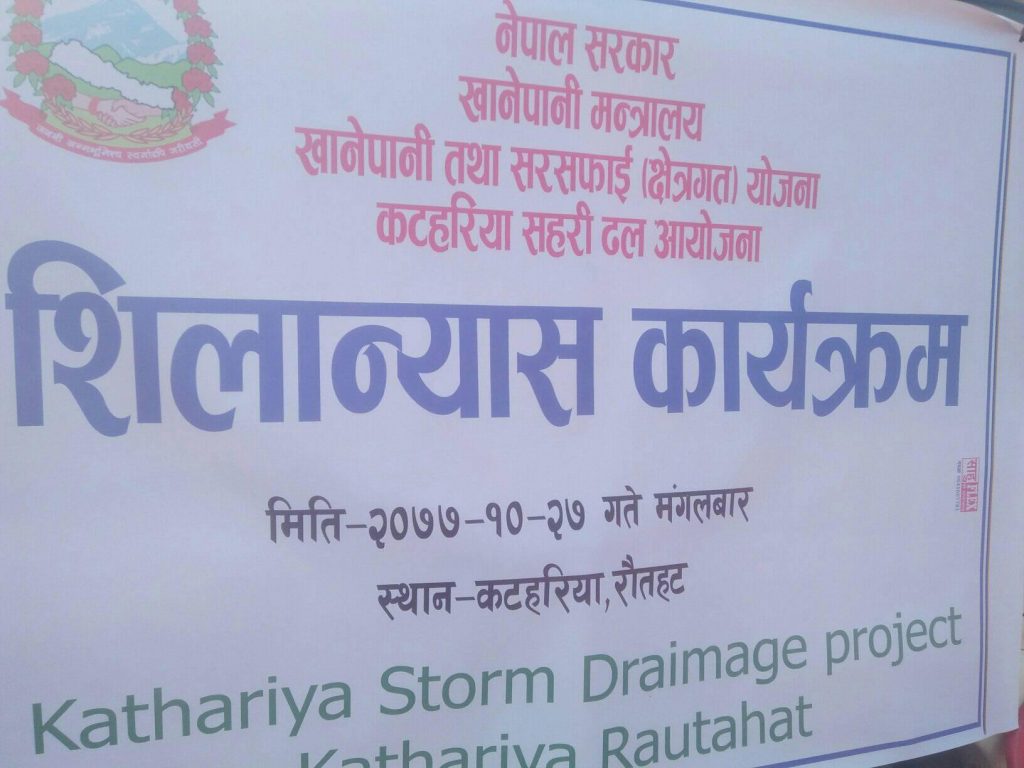 नेपाल सरकार
खानेपानी मन्त्रालय
खानेपानी तथा सरसफाई (क्षेत्रगत) योजना
कटहरिया सहरी ढल आयोजना
शिलान्यास कार्यक्रम
मिति-२०७७-१०-२७ गते मंगलबार
स्थान-कटहरिया, रौतहट
Kathariya Storm Draimage project
Kathariya Rautahat